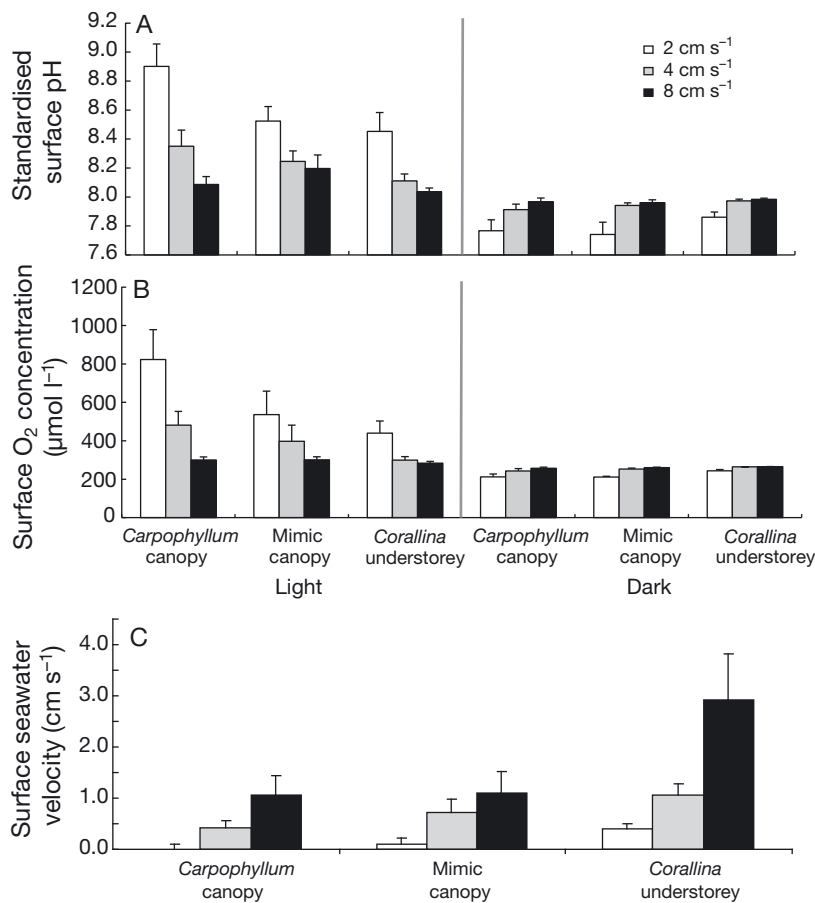 A
Standardised
surface pH
9.2
9.0
8.8
8.6
8.4
8.2
8.0
7.8
7.6
2 cm s⁻¹
4 cm s⁻¹
8 cm s⁻¹
B
Surface O₂ concentration
(µmol l⁻¹)
1200
1000
800
600
400
200
0
Carpophyllum
canopy
Mimic
canopy
Corallina
understorey
Carpophyllum
canopy
Mimic
canopy
Corallina
understorey
Light
Dark
C
Surface seawater
velocity (cm s⁻¹)
4.0
3.0
2.0
1.0
0.0
Carpophyllum
canopy
Mimic
canopy
Corallina
understorey